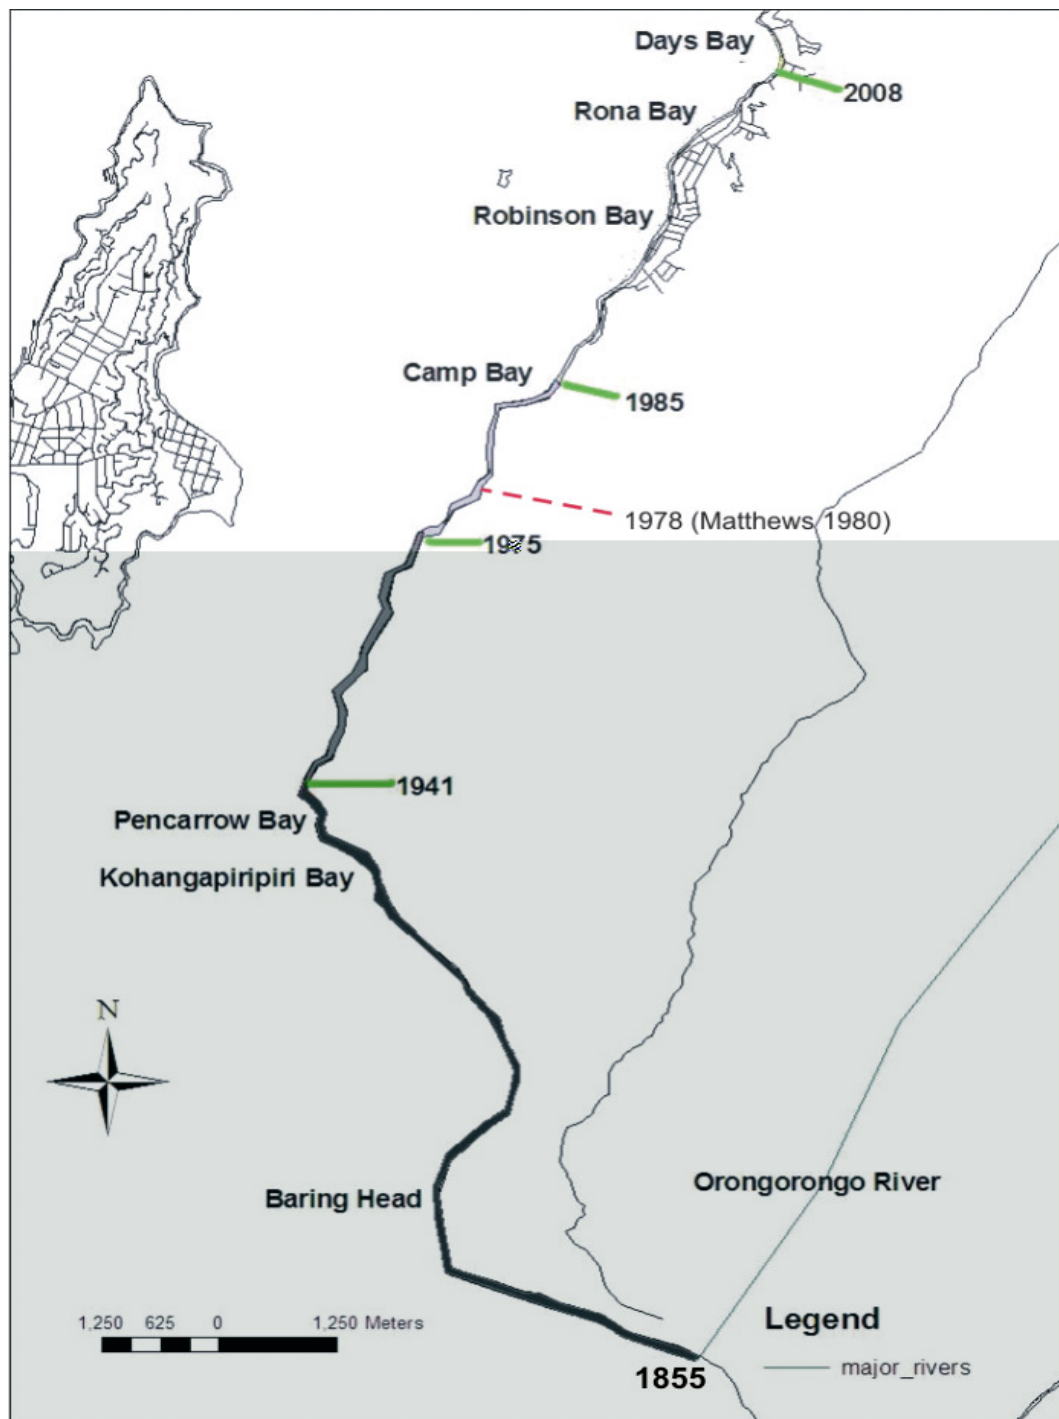 Days Bay
2008
Rona Bay
Robinson Bay
Camp Bay
1985
1978 (Matthews 1980)
1975
1941
Pencarrow Bay
Kohangapiripiri Bay
N
Orongorongo River
Baring Head
Legend
1,250 625 0 1,250 Meters
major_rivers
1855